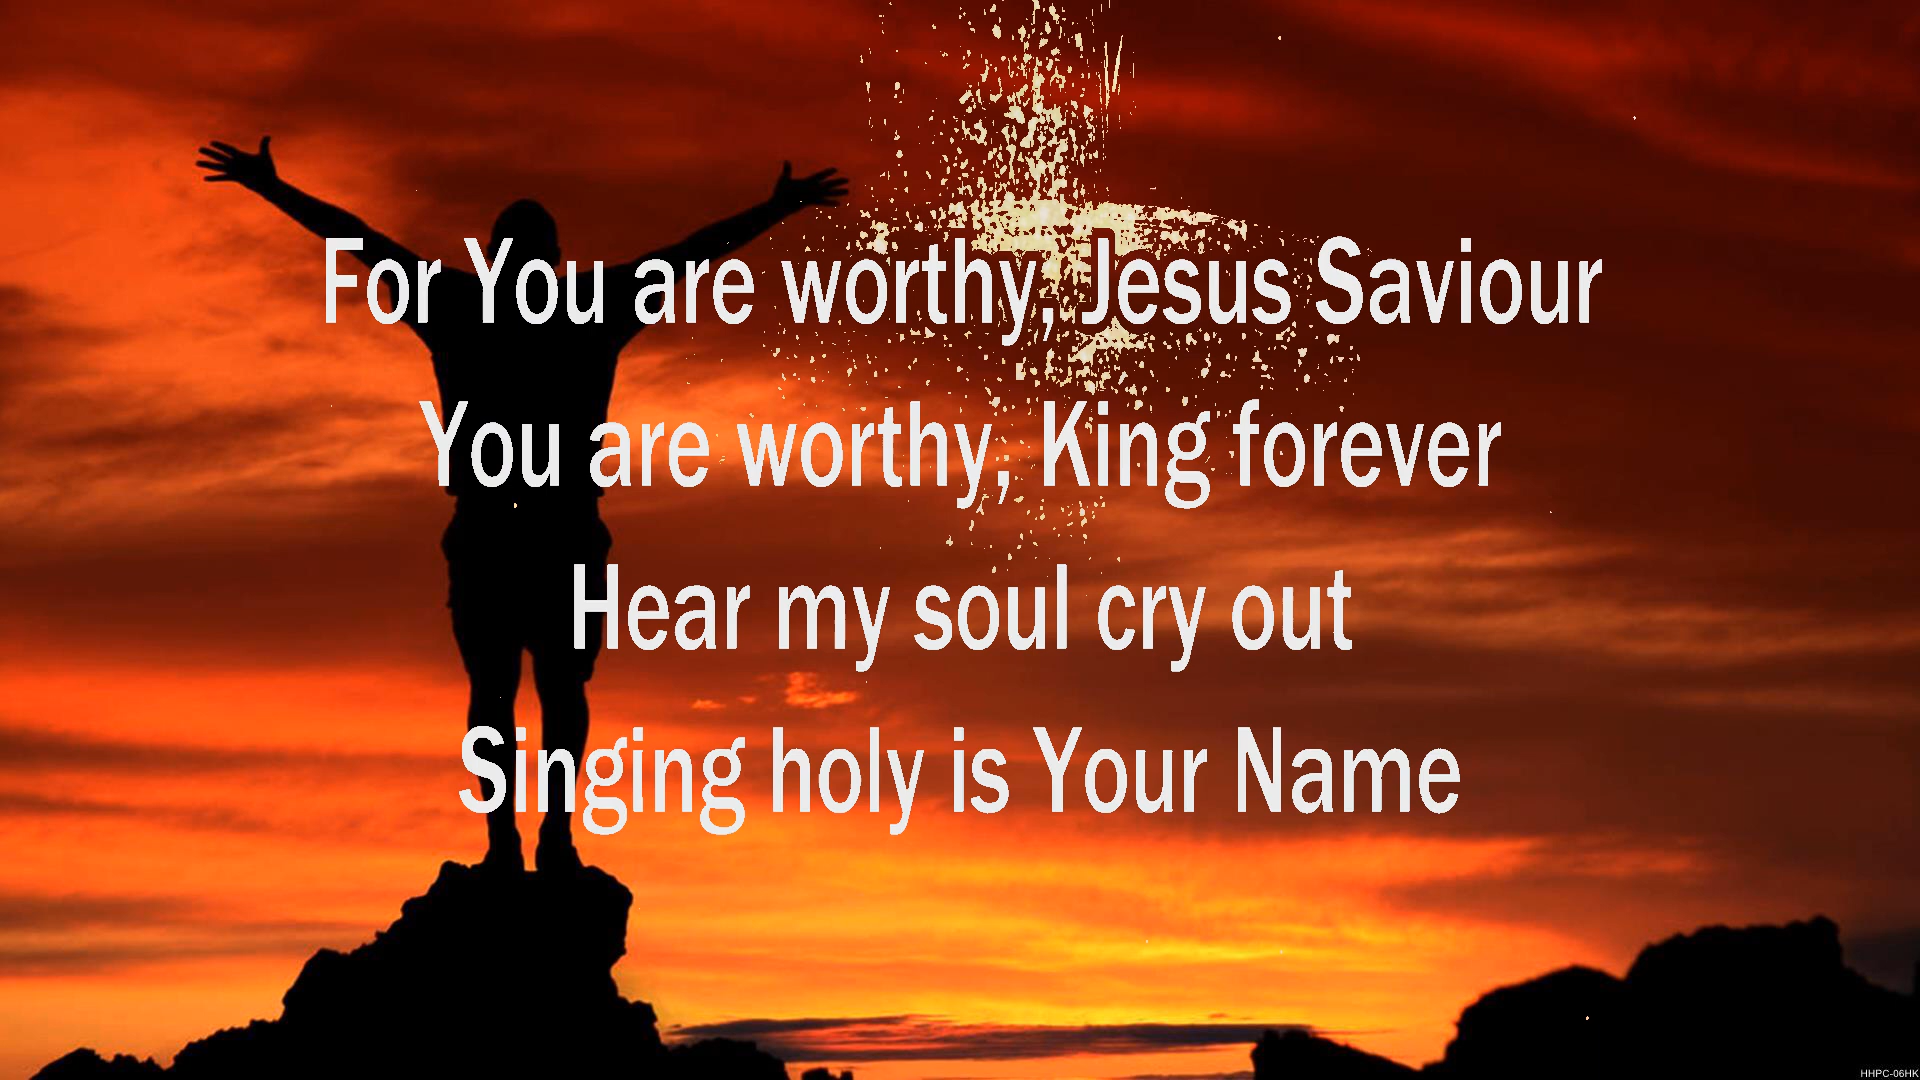 For You are worthy, Jesus Saviour
You are worthy, King forever
Hear my soul cry out
Singing holy is Your Name
HHPC-06HK